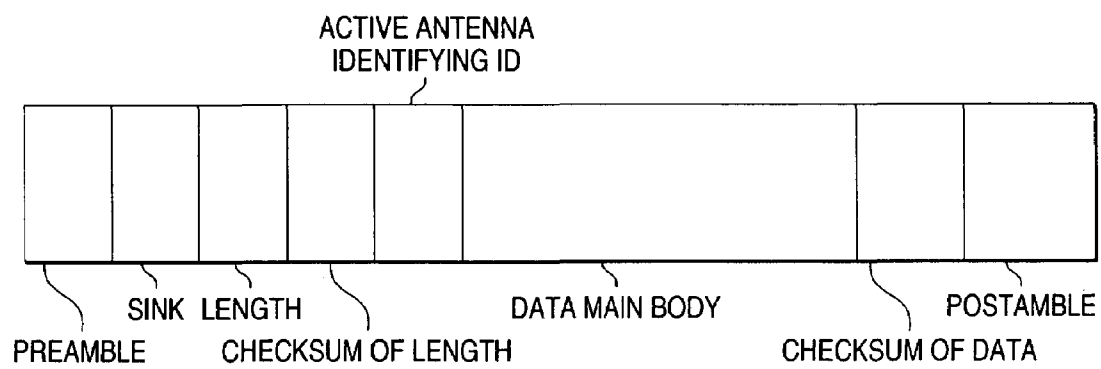 ACTIVE ANTENNA
IDENTIFYING ID
SINK LENGTH
DATA MAIN BODY
POSTAMBLE
PREAMBLE
CHECKSUM OF LENGTH
CHECKSUM OF DATA